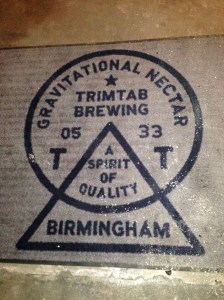 GRAVITATIONAL NECTAR
TRIMTAB
BREWING
05 33
T T
A
SPIRIT
OF
QUALITY
BIRMINGHAM